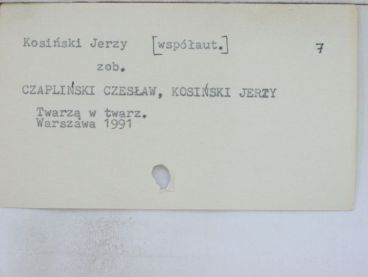 Kosiński Jerzy [współaut.] 7
zob.
CZAPLIŃSKI CZESŁAW, KOSIŃSKI JERZY
Twarzą w twarz.
Warszawa 1991